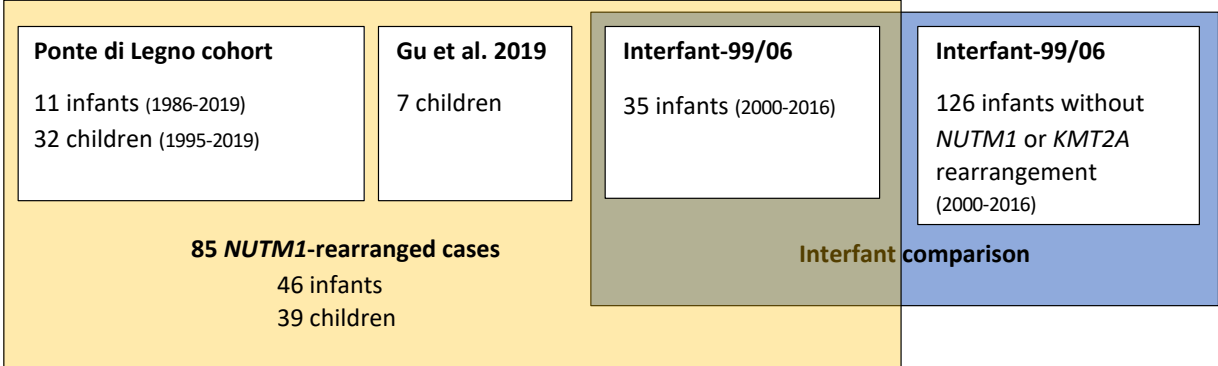 Ponte di Legno cohort
11 infants (1986-2019)
32 children (1995-2019)
Gu et al. 2019
7 children
Interfant-99/06
35 infants (2000-2016)
Interfant-99/06
126 infants without
NUTM1 or KMT2A
rearrangement
(2000-2016)
85 NUTM1-rearranged cases
46 infants
39 children
Interfant comparison